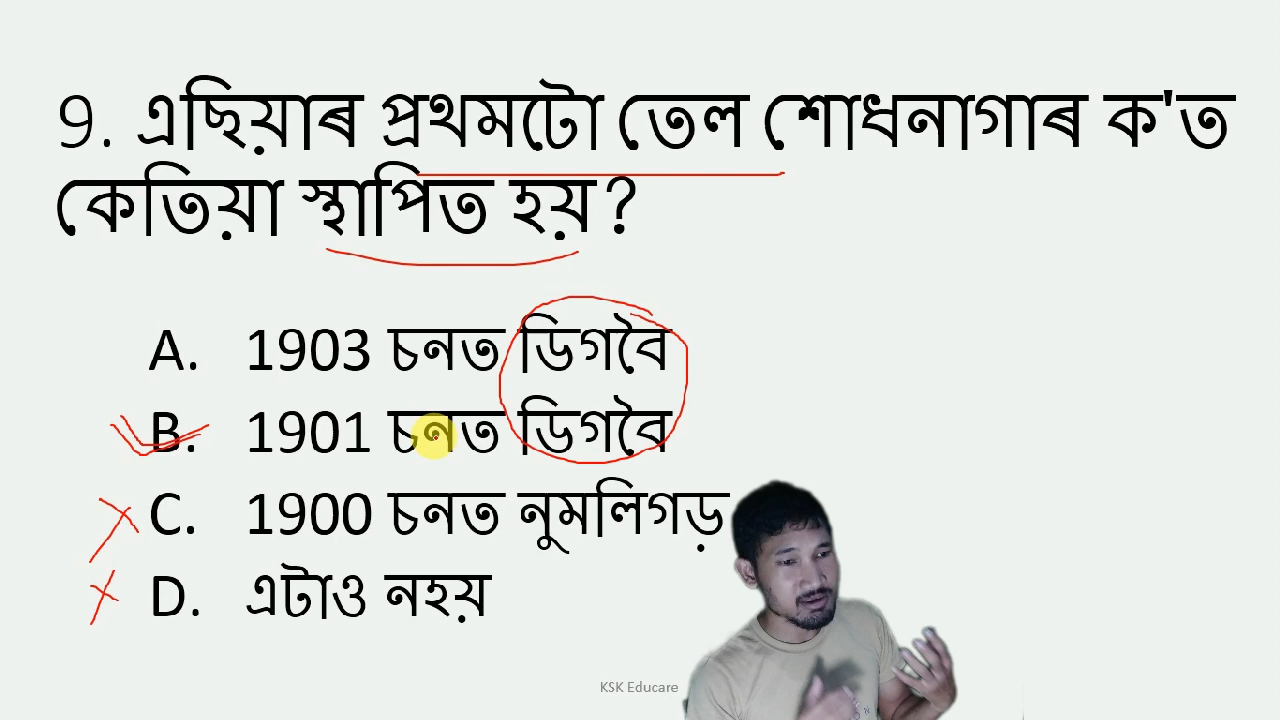 9. এছিয়াৰ প্ৰথমটো তেল শোধনাগাৰ ক'ত
কেতিয়া স্থাপিত হয়?
A. 1903 চনত ডিগবৈ
B. 1901 চনত ডিগবৈ
C. 1900 চনত নুমলিগড়
D. এটাও নহয়
KSK Educare